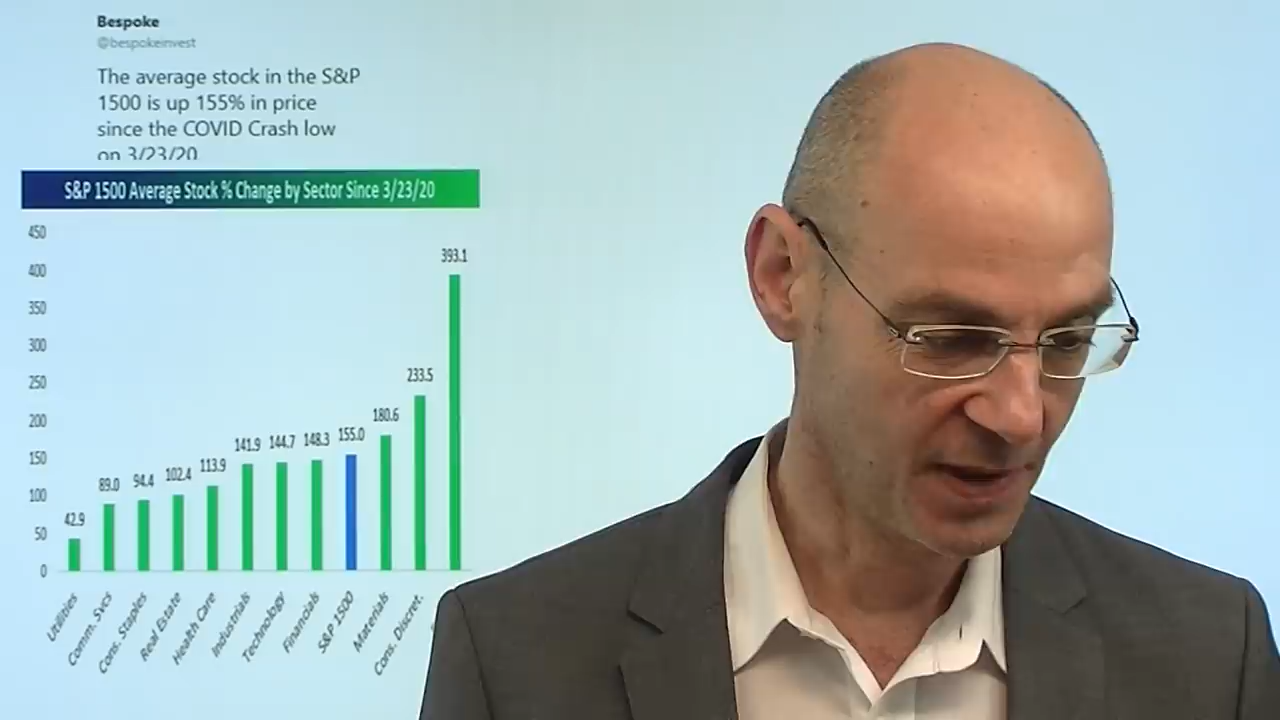 Bespoke
@bespokeinvest
The average stock in the S&P
1500 is up 155% in price
since the COVID Crash low
on 3/23/20
S&P 1500 Average Stock % Change by Sector Since 3/23/20
450
400
350
300
250
200
150
100
50
0
42.9
89.0
94.4
102.4
113.9
141.9
144.7
148.3
155.0
180.6
233.5
393.1
Utilities
Comm. Svcs
Cons. Staples
Real Estate
Health Care
Industrials
Technology
Financials
S&P 1500
Materials
Cons. Discret.